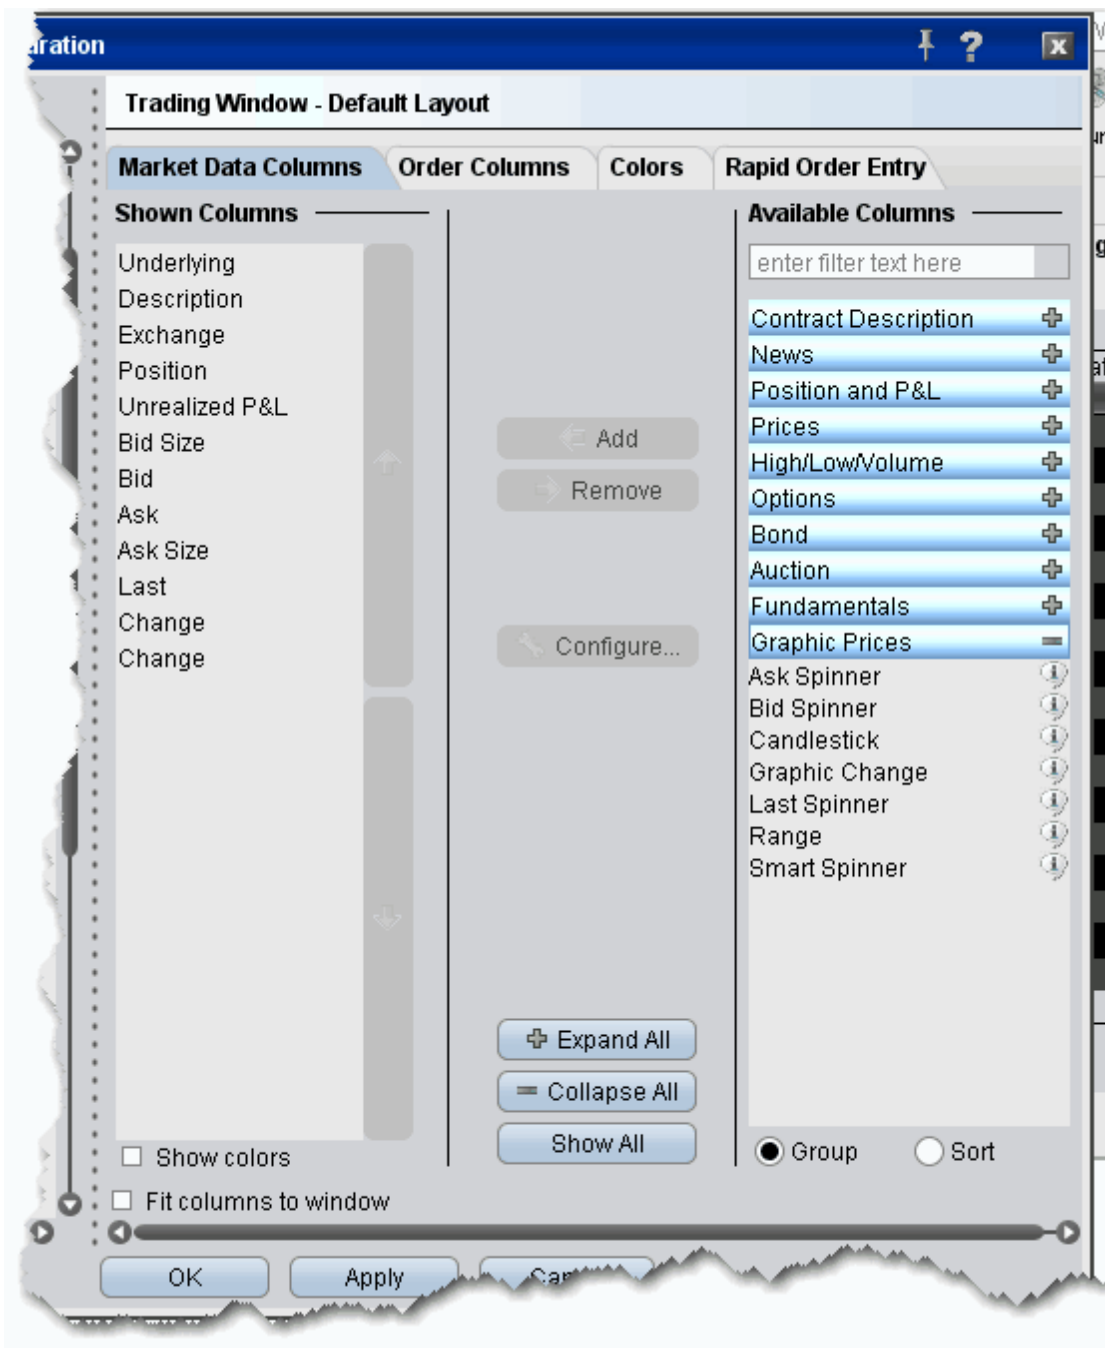 Trading Window - Default Layout
Market Data Columns
Order Columns
Colors
Rapid Order Entry
Shown Columns
Underlying
Description
Exchange
Position
Unrealized P&L
Bid Size
Bid
Ask
Ask Size
Last
Change
Change
Show colors
Fit columns to window
Add
Remove
Configure...
Expand All
Collapse All
Show All
Available Columns
enter filter text here
Contract Description
News
Position and P&L
Prices
High/Low/Volume
Options
Bond
Auction
Fundamentals
Graphic Prices
Ask Spinner
Bid Spinner
Candlestick
Graphic Change
Last Spinner
Range
Smart Spinner
Group
Sort
OK
Apply